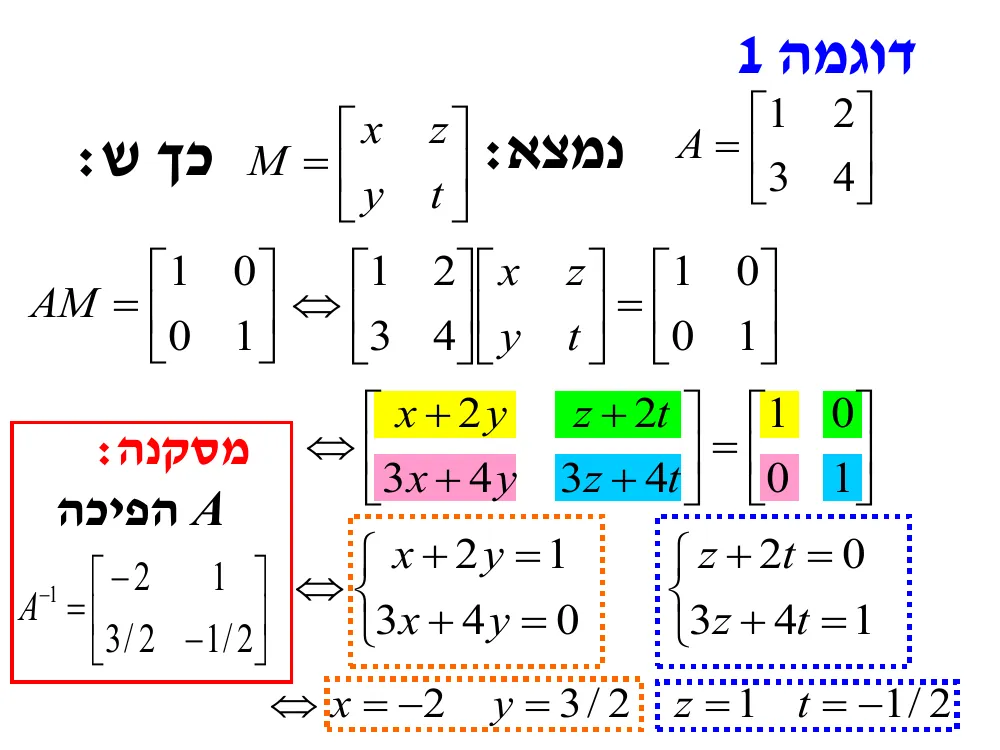 דוגמה 1
A = [1 2; 3 4] נמצא: M = [x z; y t] כך ש:
AM = [1 0; 0 1] ⇔ [1 2; 3 4][x z; y t] = [1 0; 0 1]
⇔ [x + 2y z + 2t; 3x + 4y 3z + 4t] = [1 0; 0 1]
⇔ {x + 2y = 1 {z + 2t = 0
3x + 4y = 0 3z + 4t = 1
⇔ x = −2 y = 3/2 z = 1 t = −1/2
מסקנה:
A הפיכה
A⁻¹ = [−2 1; 3/2 −1/2]